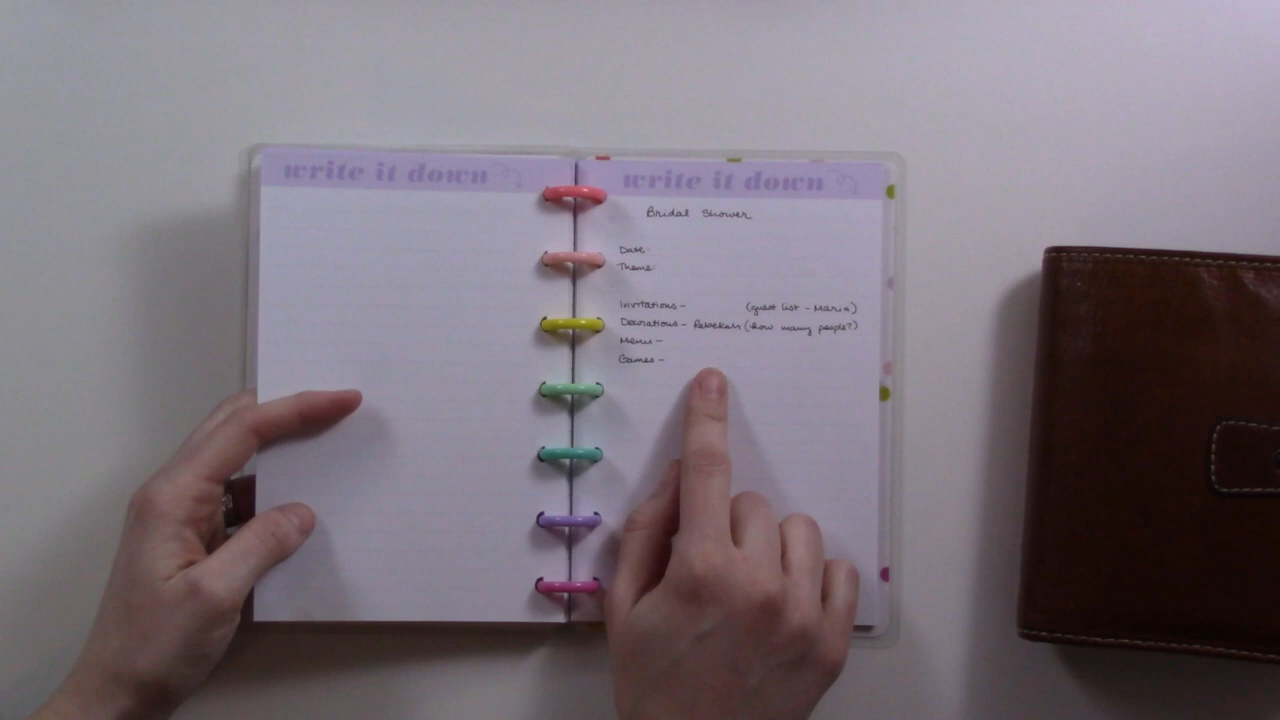 write it down
write it down
Bridal Shower
Date:
Theme:
Invitations - (guest list - Maria)
Decorations - Rebekah (how many people?)
Menu -
Games -